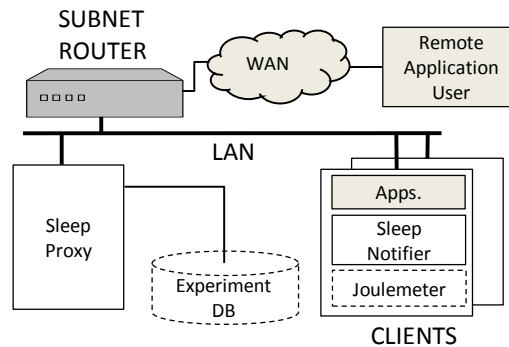 SUBNET
ROUTER
WAN
Remote
Application
User
LAN
Sleep
Proxy
Experiment
DB
Apps.
Sleep
Notifier
Joulemeter
CLIENTS